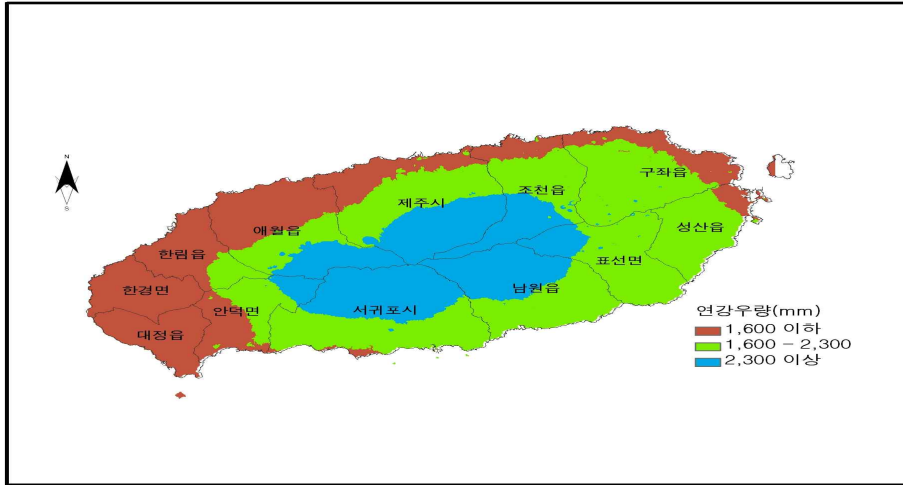 N
S
구좌읍
조천읍
제주시
성산읍
애월읍
한림읍
표선면
한경면
남원읍
안덕면
서귀포시
대정읍
연강우량(mm)
1,600 이하
1,600 - 2,300
2,300 이상